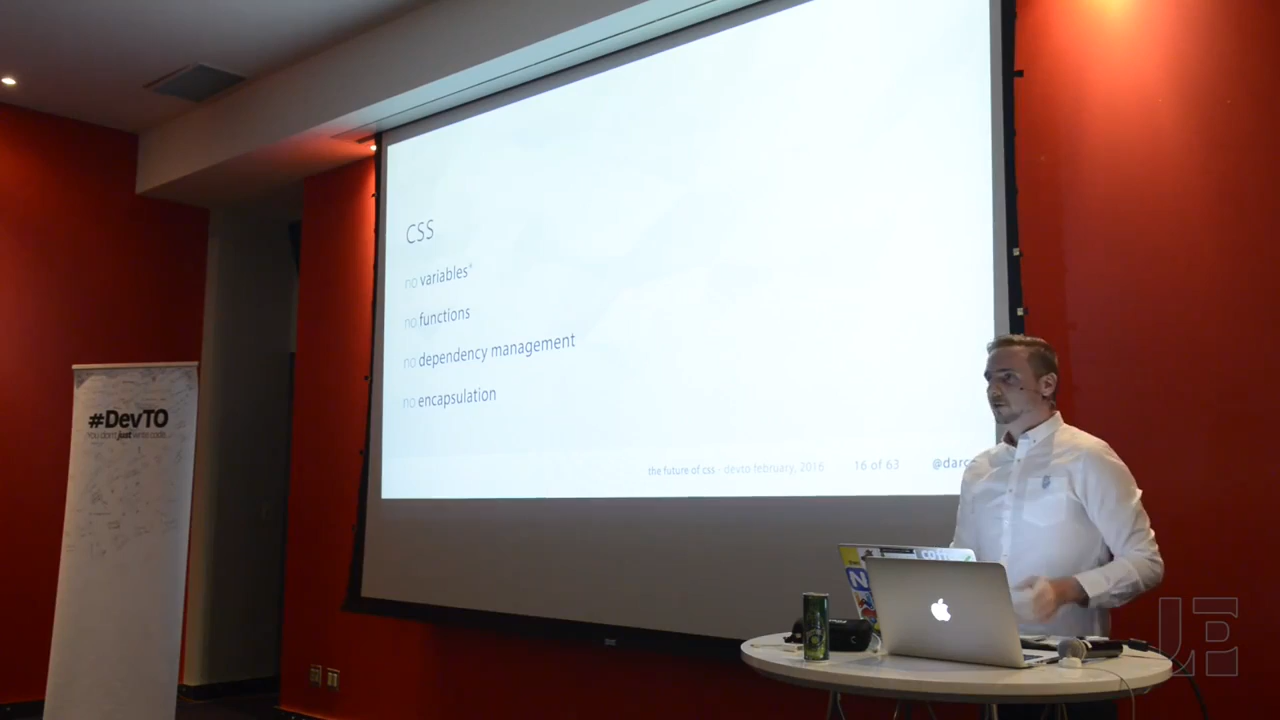 CSS
no variables*
no functions
no dependency management
no encapsulation
the future of css - devto february, 2016
16 of 63
@darc
#DevTO
You don't just write code.